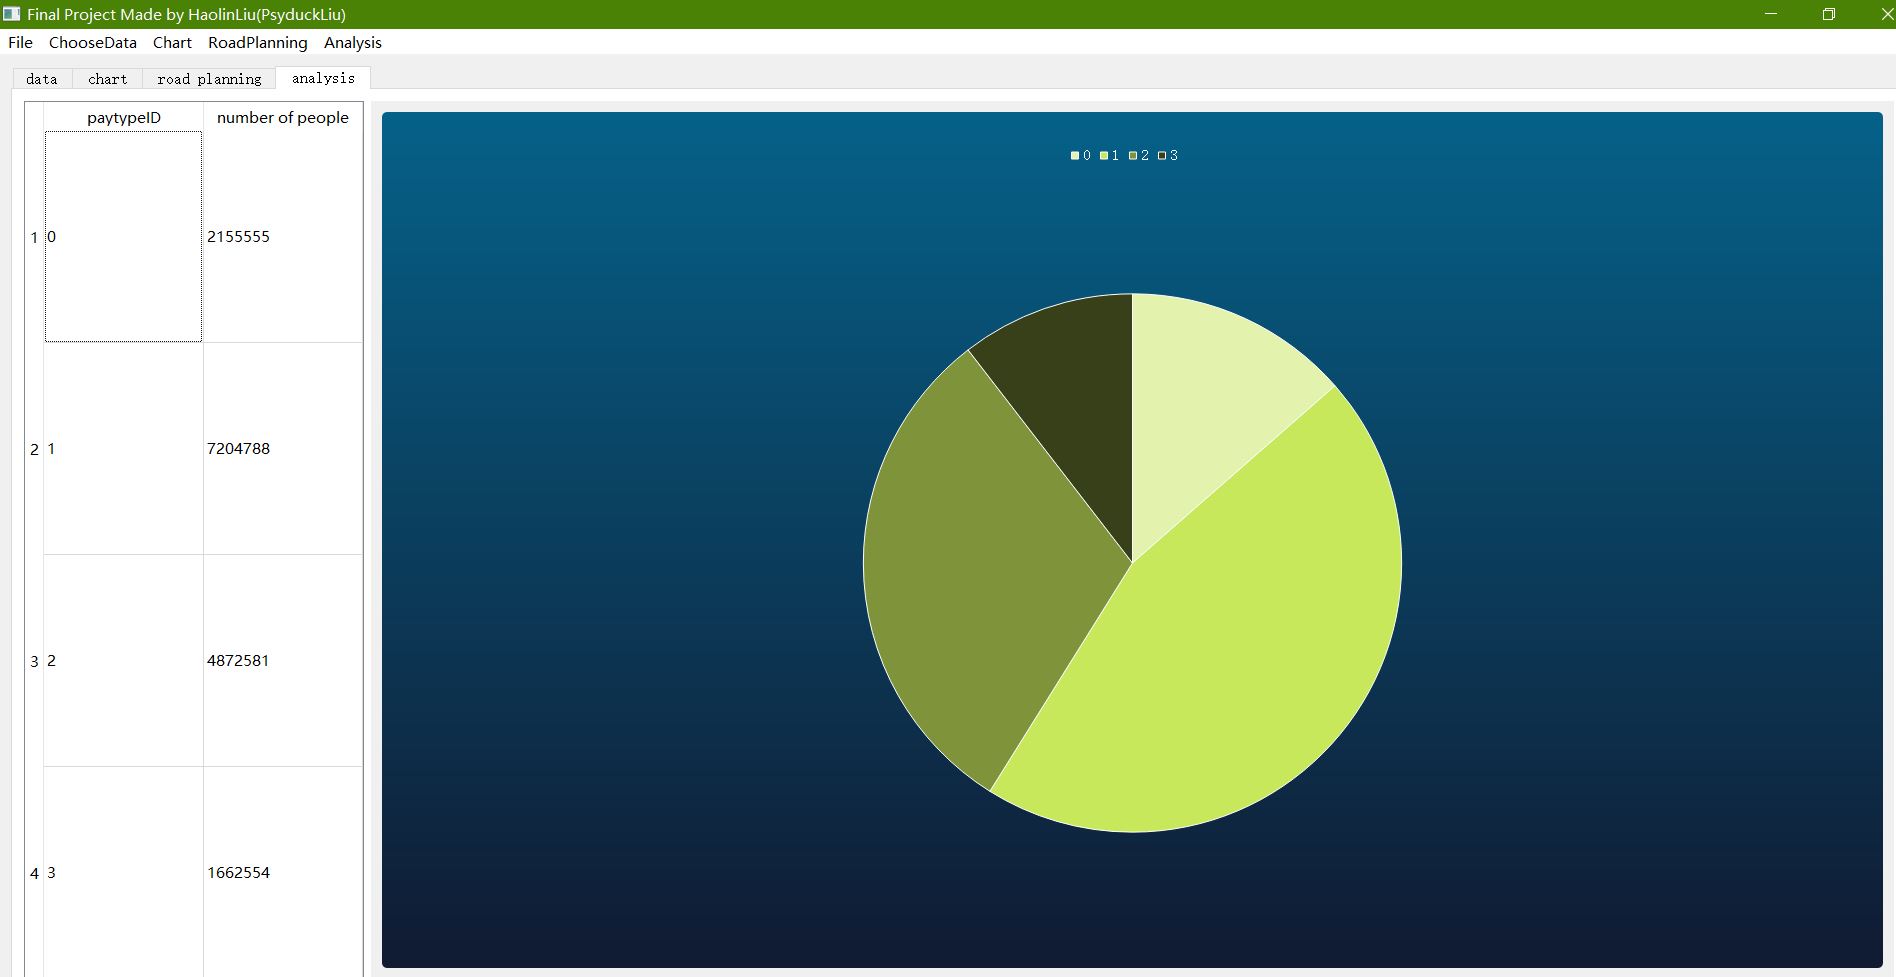 Final Project Made by HaolinLiu(PsyduckLiu)
File ChooseData Chart RoadPlanning Analysis
data chart road planning analysis
paytypeID number of people
1 0 2155555
2 1 7204788
3 2 4872581
4 3 1662554
0 1 2 3